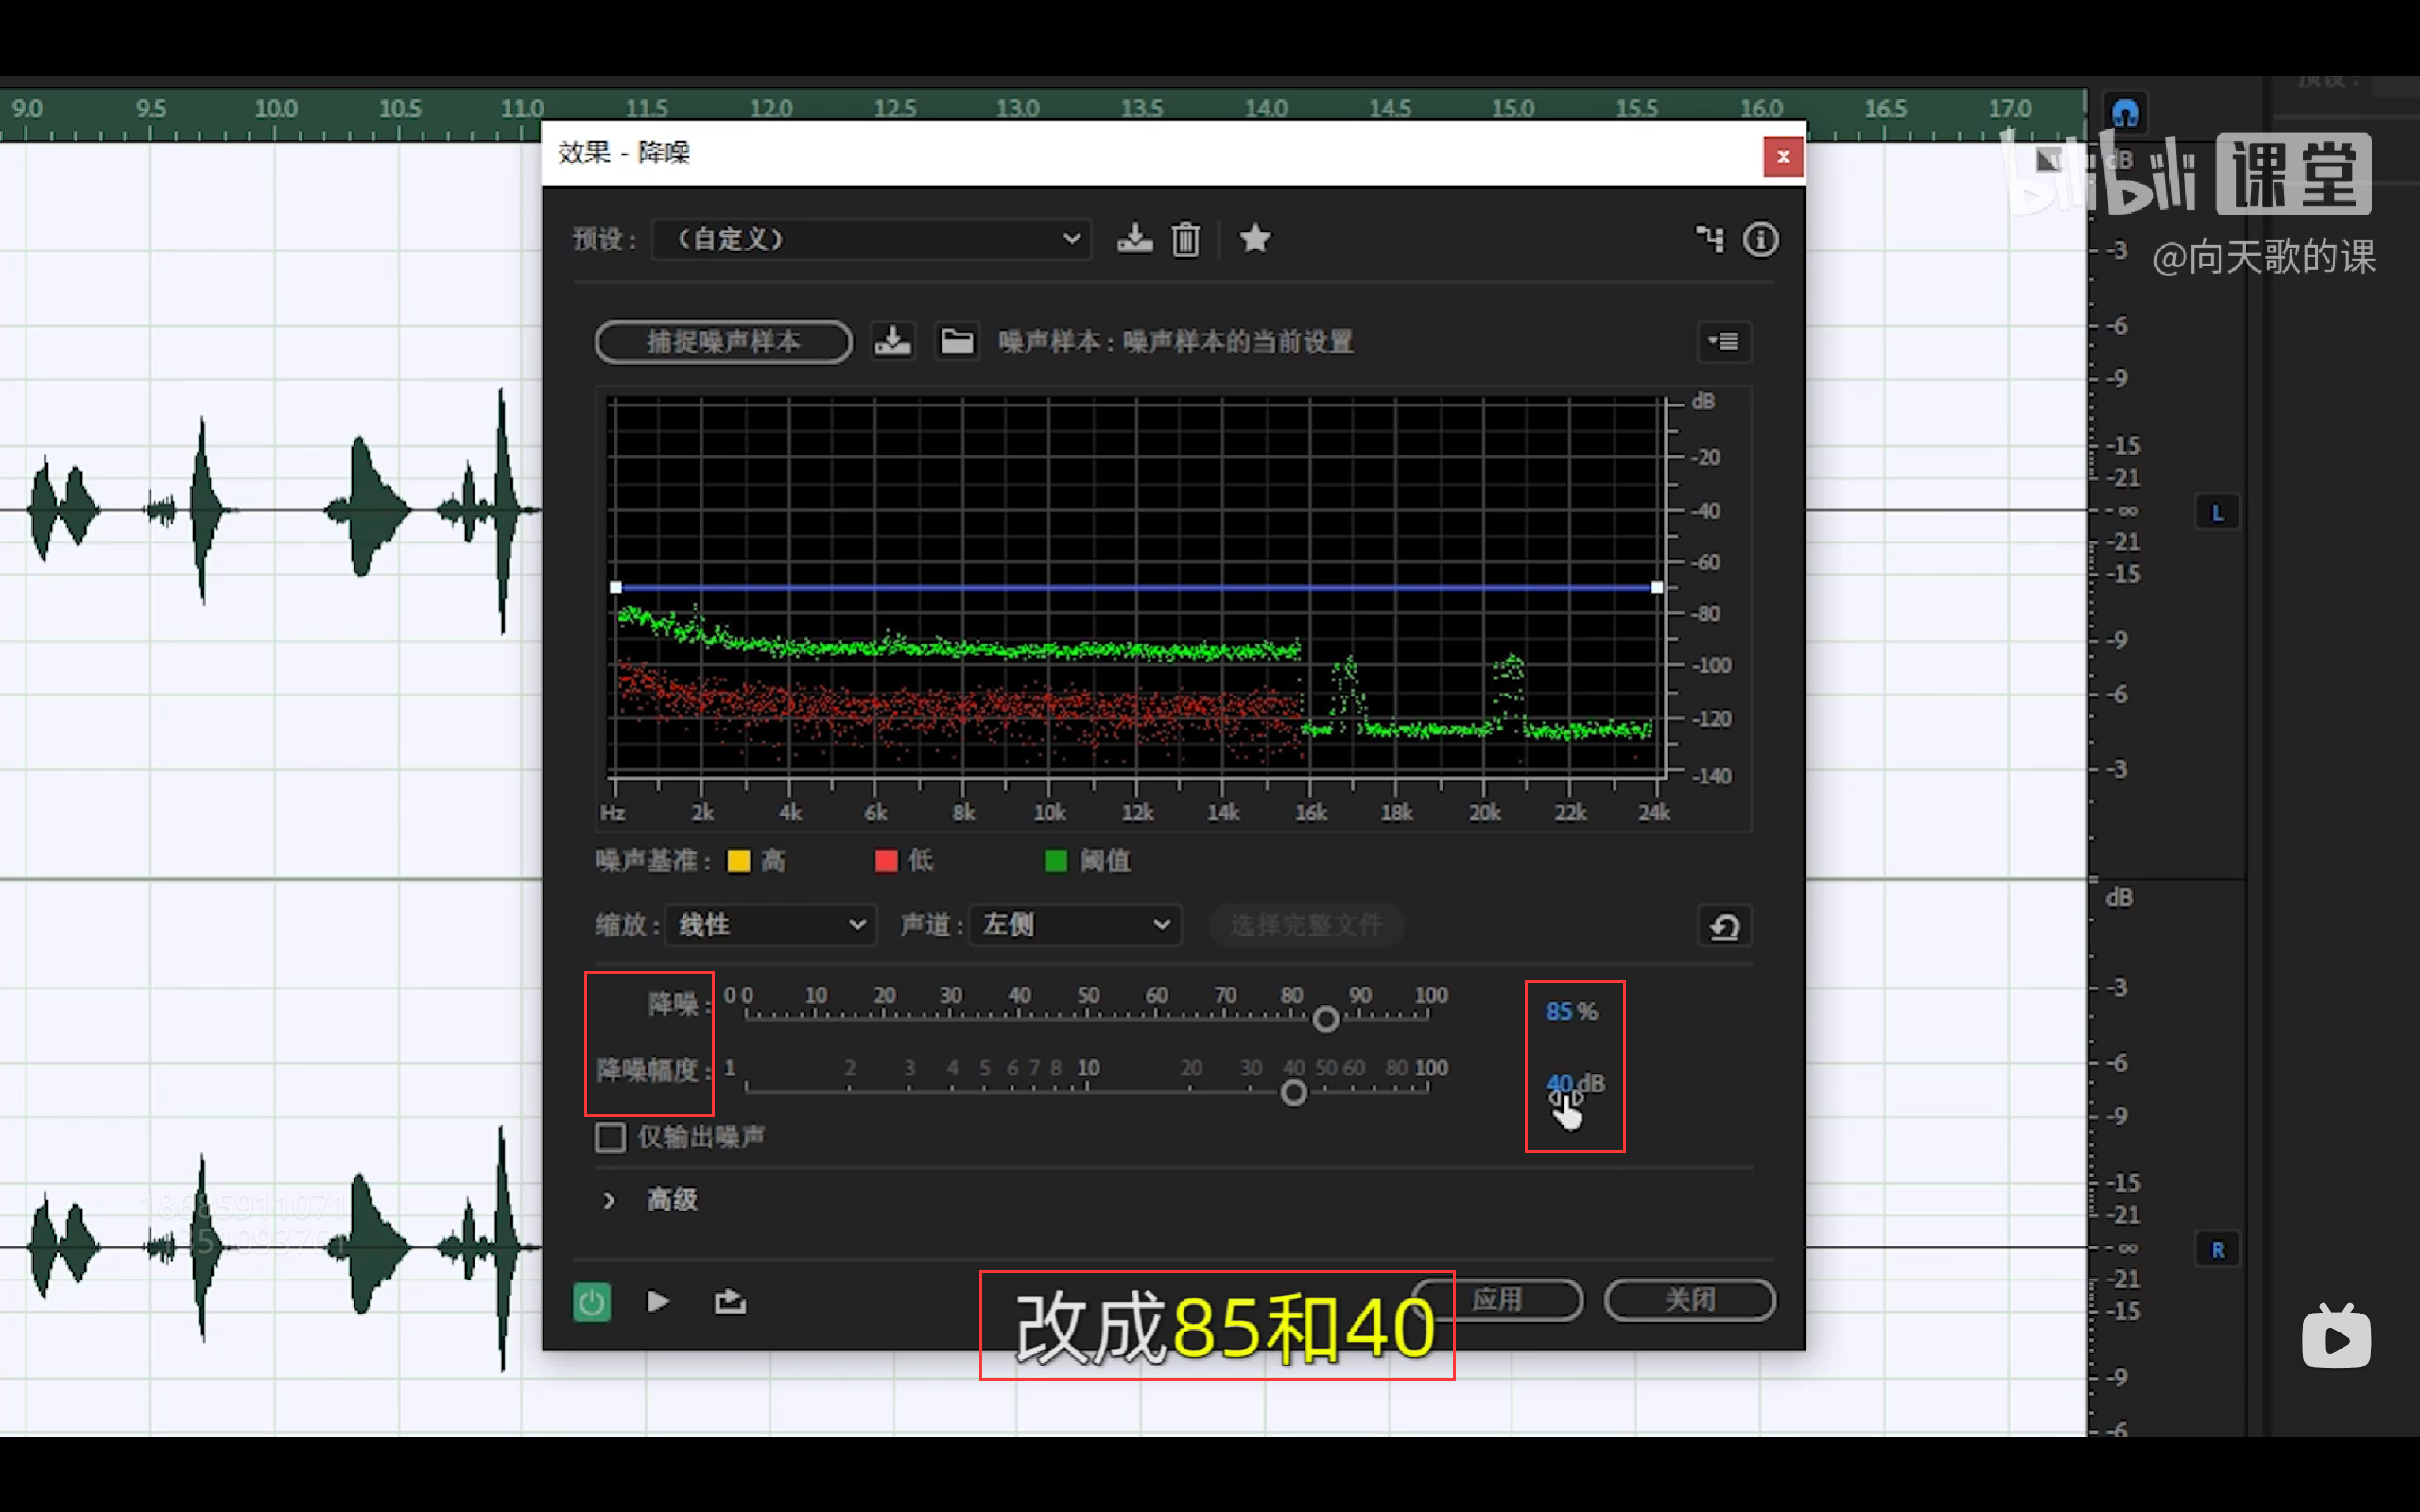 预设：
9.0 9.5 10.0 10.5 11.0 11.5 12.0 12.5 13.0 13.5 14.0 14.5 15.0 15.5 16.0 16.5 17.0
效果 - 降噪
bilibili 课堂
@向天歌的课
预设： （自定义）
捕捉噪声样本 噪声样本：噪声样本的当前设置
dB
-20
-40
-60
-80
-100
-120
-140
Hz 2k 4k 6k 8k 10k 12k 14k 16k 18k 20k 22k 24k
噪声基准： 高 低 阈值
缩放： 线性 声道： 左侧 选择完整文件
降噪： 0 0 10 20 30 40 50 60 70 80 90 100 85 %
降噪幅度： 1 2 3 4 5 6 7 8 10 20 30 40 50 60 80 100 40 dB
仅输出噪声
高级
应用 关闭
改成85和40
dB
-3
-6
-9
-15
-21
-∞
-21
-15
-9
-6
-3
L
dB
-3
-6
-9
-15
-21
-∞
-21
-15
-9
-6
R